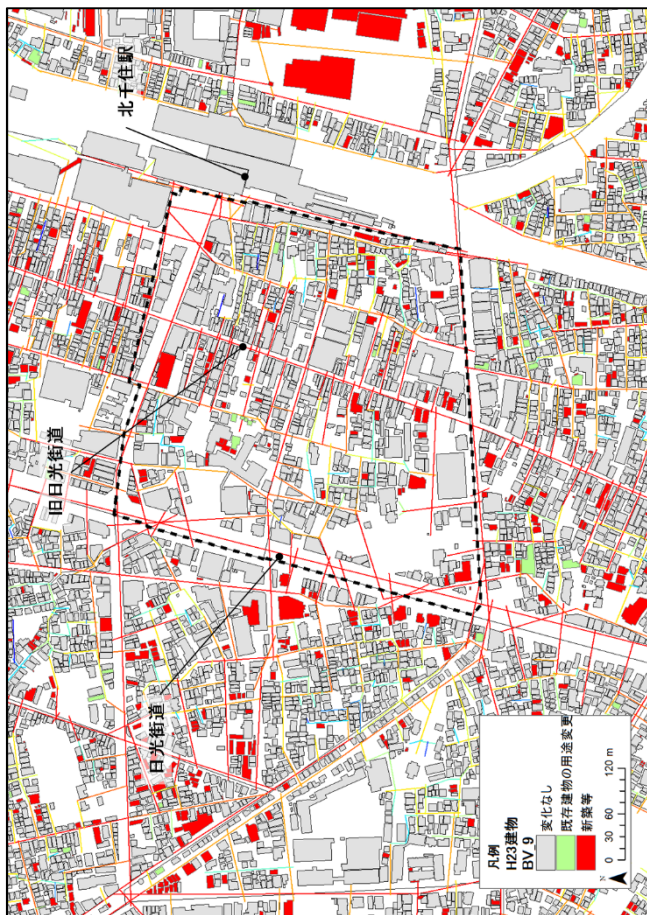 北千住駅
旧日光街道
日光街道
凡例
H23建物
BV_9
変化なし
既存建物の用途変更
新築等
N
0 30 60 120 m